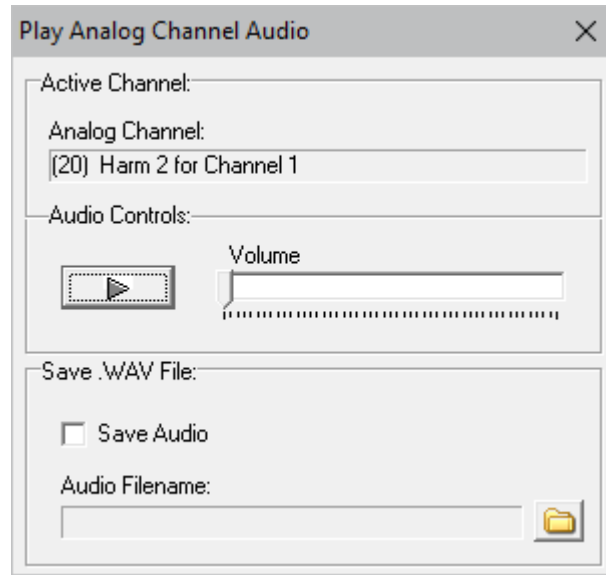 Play Analog Channel Audio
Active Channel:
Analog Channel:
(20) Harm 2 for Channel 1
Audio Controls:
Volume
Save .WAV File:
Save Audio
Audio Filename: